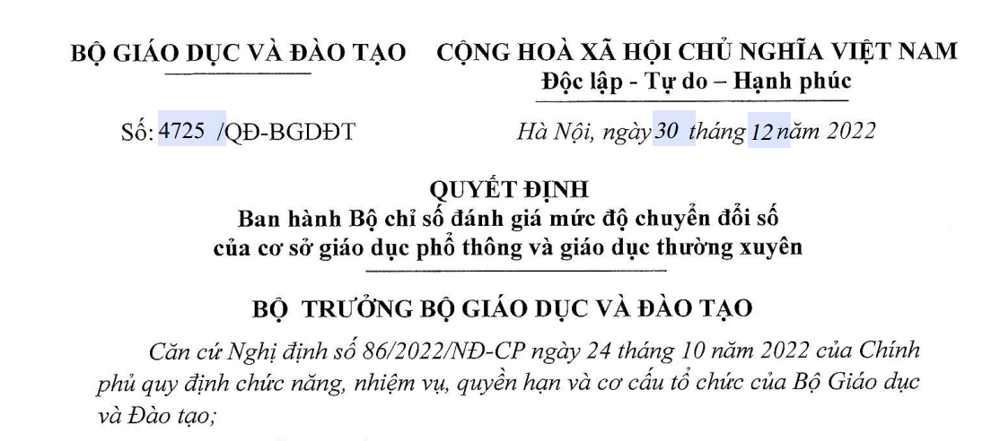 BỘ GIÁO DỤC VÀ ĐÀO TẠO
CỘNG HOÀ XÃ HỘI CHỦ NGHĨA VIỆT NAM
Độc lập - Tự do – Hạnh phúc
Số: 4725 /QĐ-BGDĐT
Hà Nội, ngày 30 tháng 12 năm 2022
QUYẾT ĐỊNH
Ban hành Bộ chỉ số đánh giá mức độ chuyển đổi số
của cơ sở giáo dục phổ thông và giáo dục thường xuyên
BỘ TRƯỞNG BỘ GIÁO DỤC VÀ ĐÀO TẠO
Căn cứ Nghị định số 86/2022/NĐ-CP ngày 24 tháng 10 năm 2022 của Chính
phủ quy định chức năng, nhiệm vụ, quyền hạn và cơ cấu tổ chức của Bộ Giáo dục
và Đào tạo;